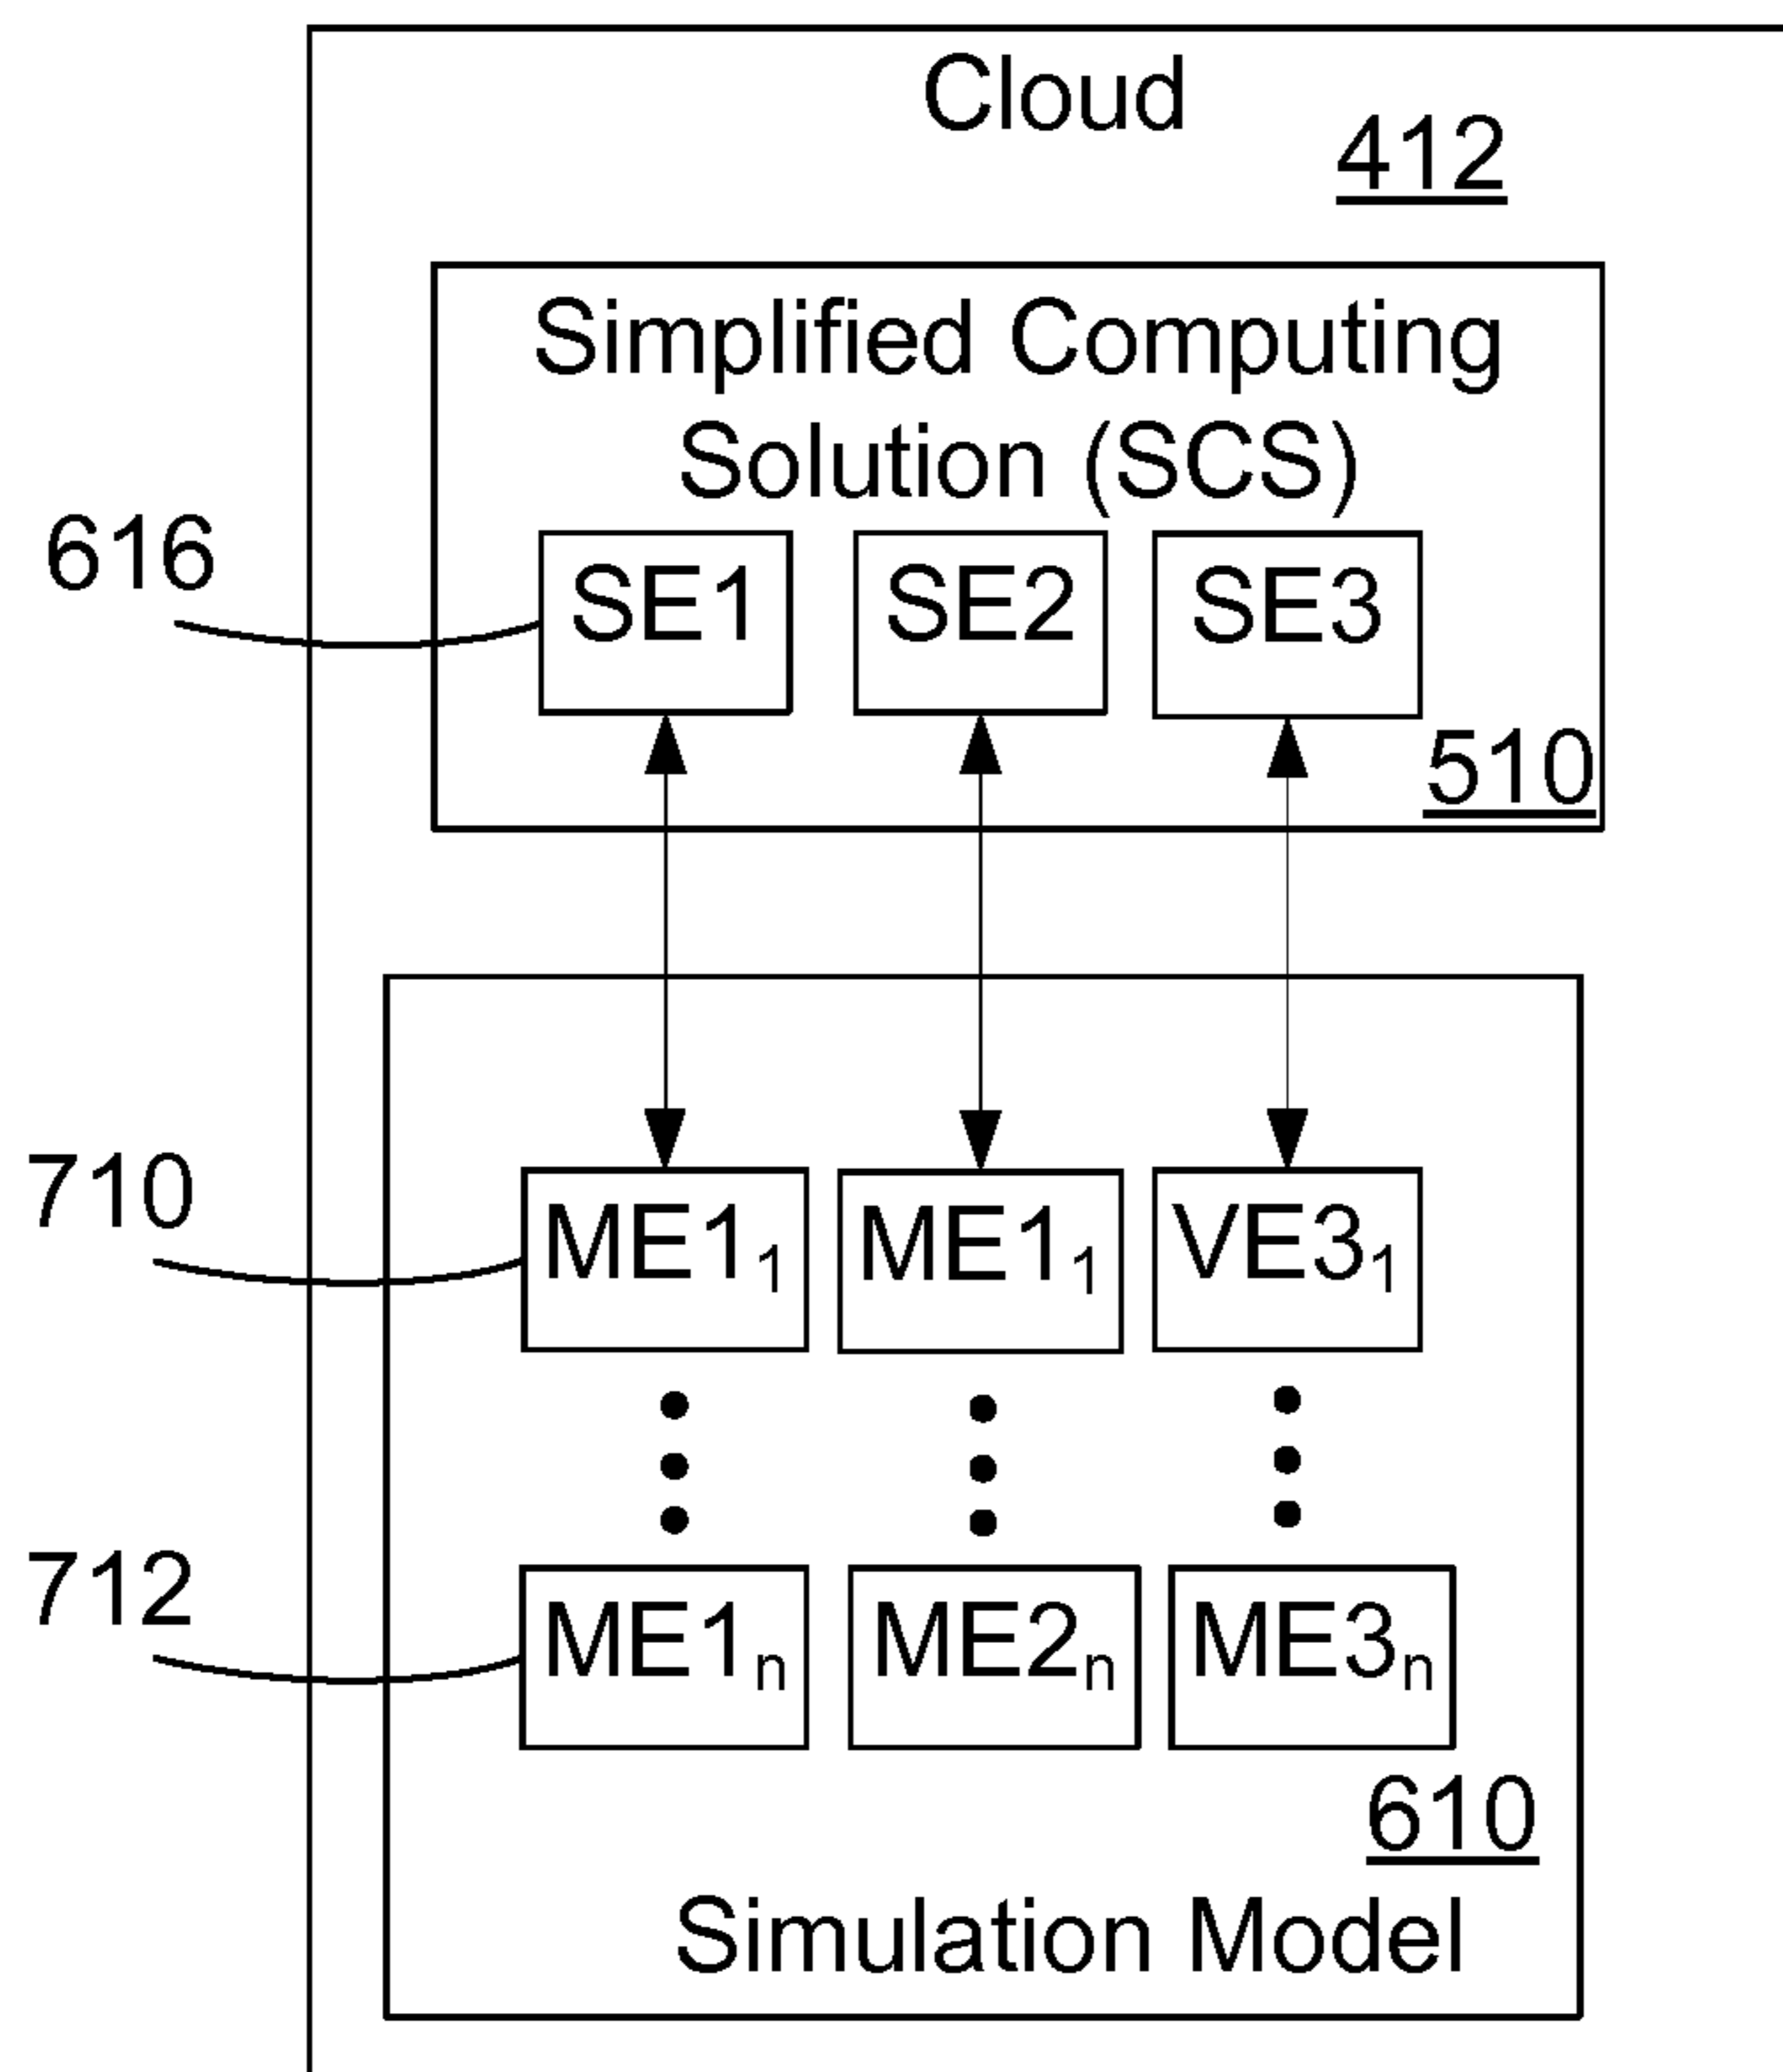 Cloud
412
Simplified Computing
Solution (SCS)
616
SE1 SE2 SE3
510
710
ME1₁ ME1₁ VE3₁
712
ME1ₙ ME2ₙ ME3ₙ
610
Simulation Model